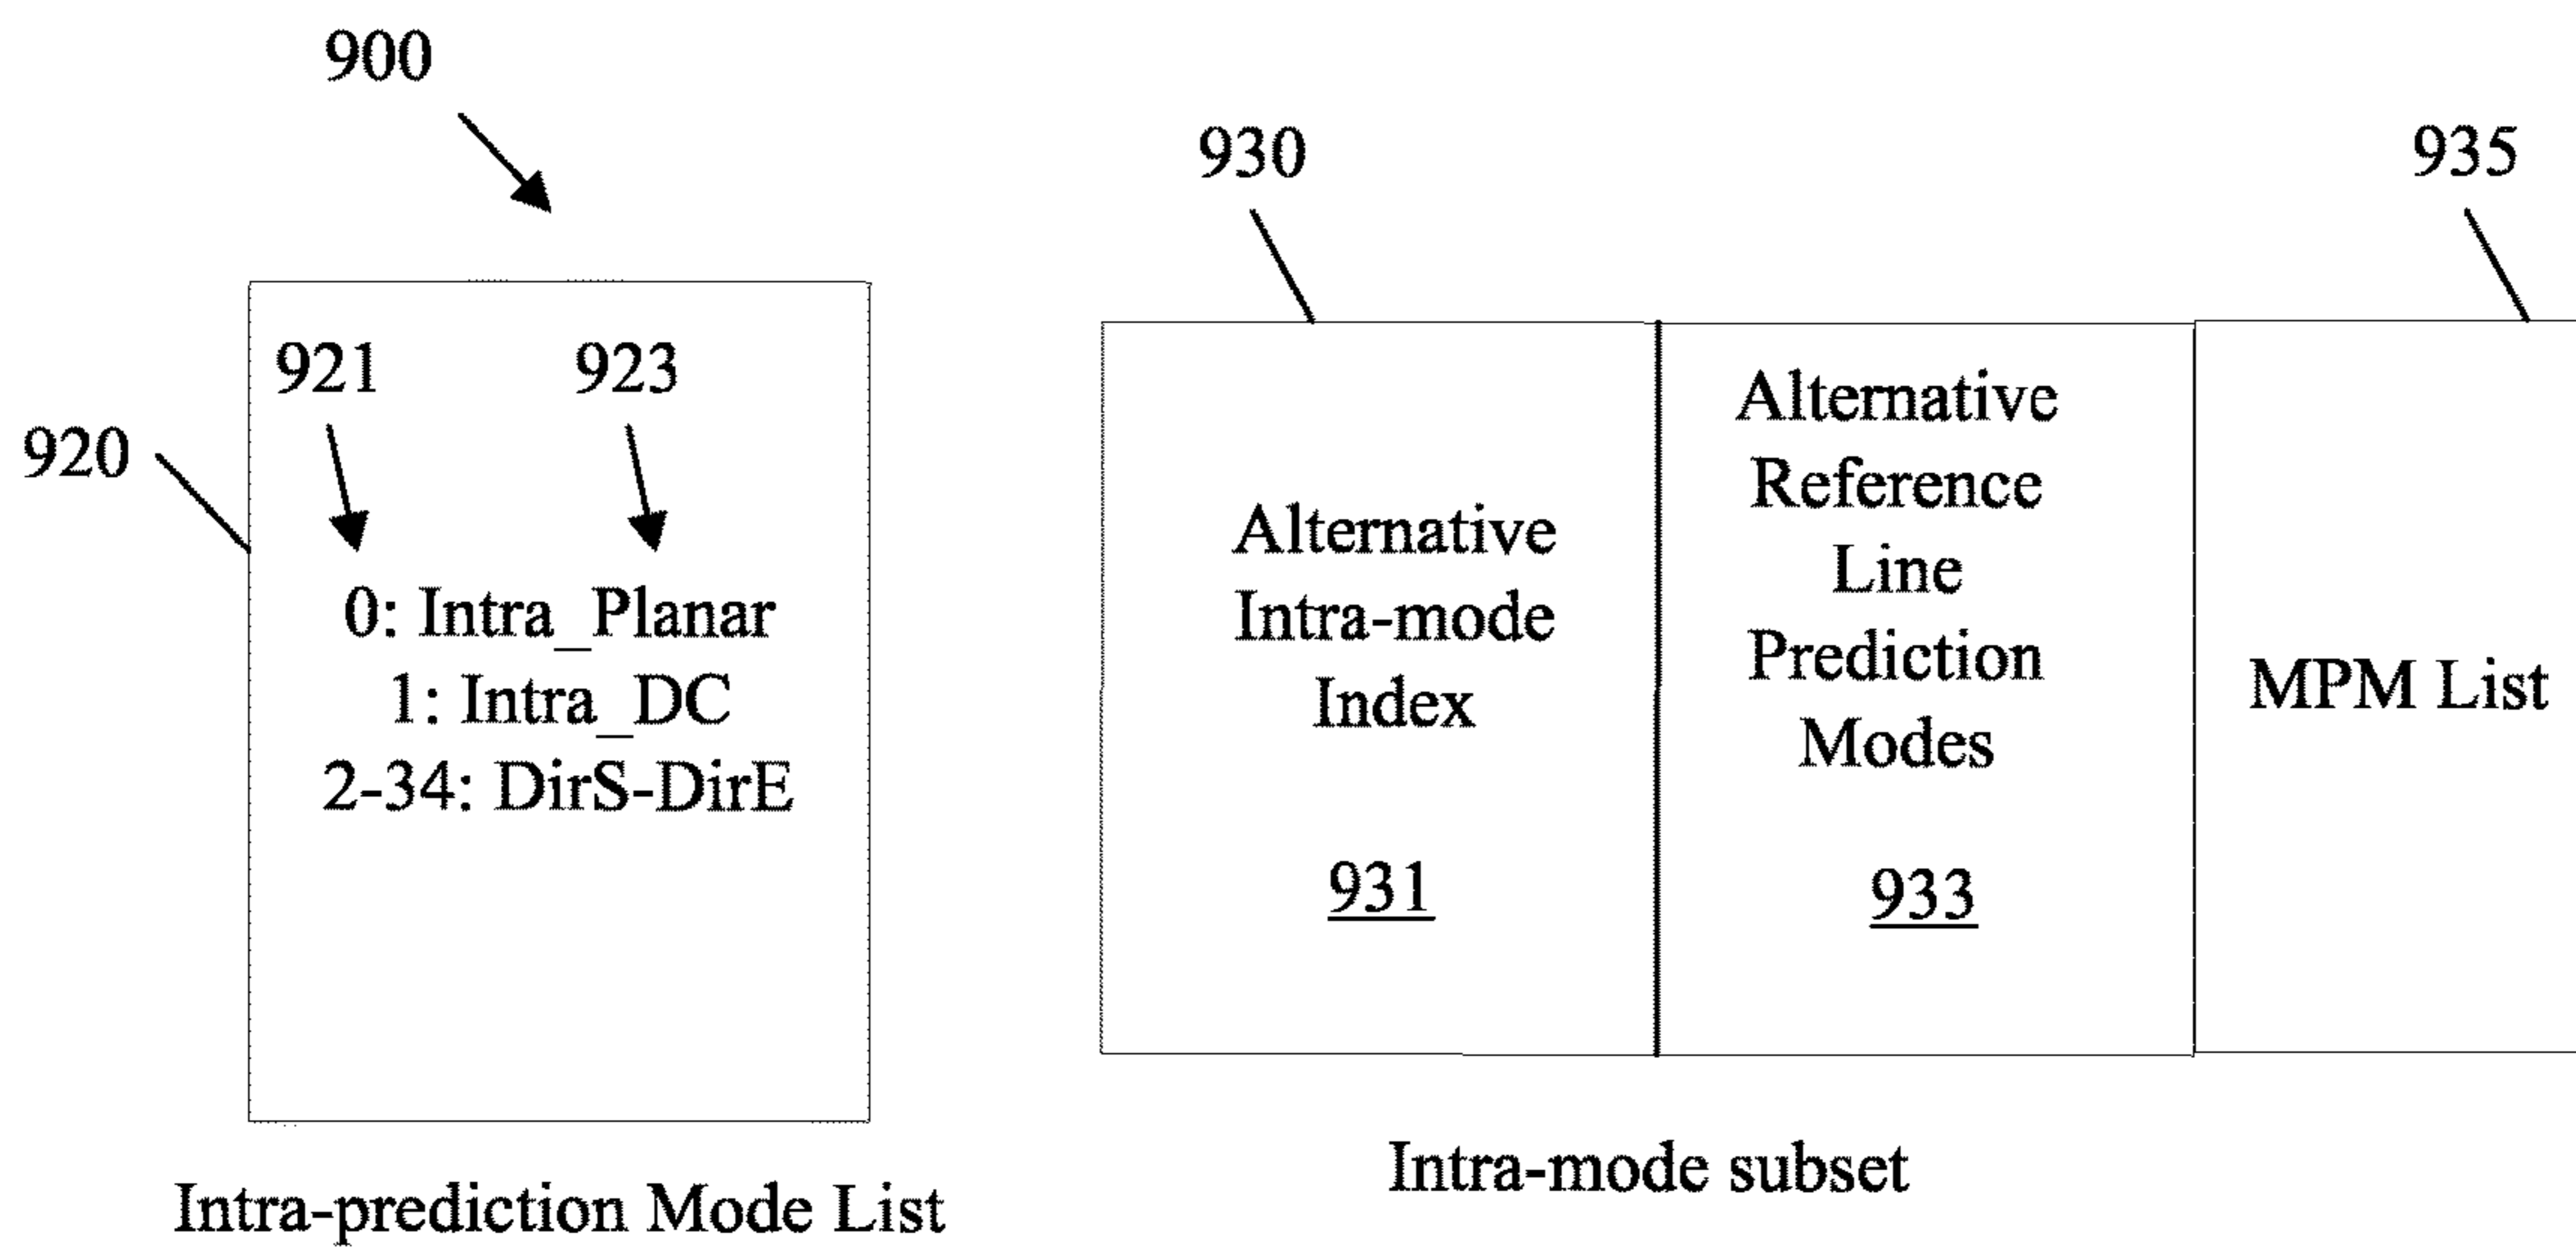 900
930
935
921
923
920
0: Intra_Planar
1: Intra_DC
2-34: DirS-DirE
Intra-prediction Mode List
Alternative
Intra-mode
Index
931
Alternative
Reference
Line
Prediction
Modes
933
MPM List
Intra-mode subset